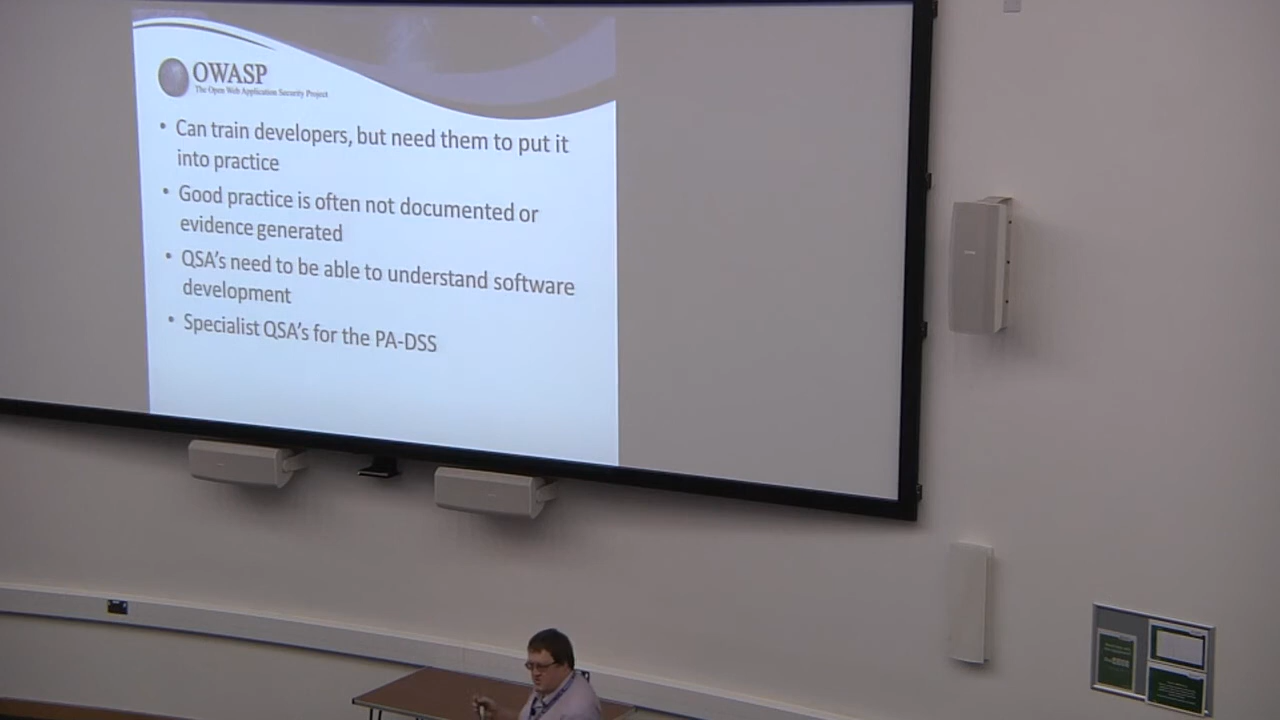 OWASP
The Open Web Application Security Project
• Can train developers, but need them to put it
into practice
• Good practice is often not documented or
evidence generated
• QSA's need to be able to understand software
development
• Specialist QSA's for the PA-DSS